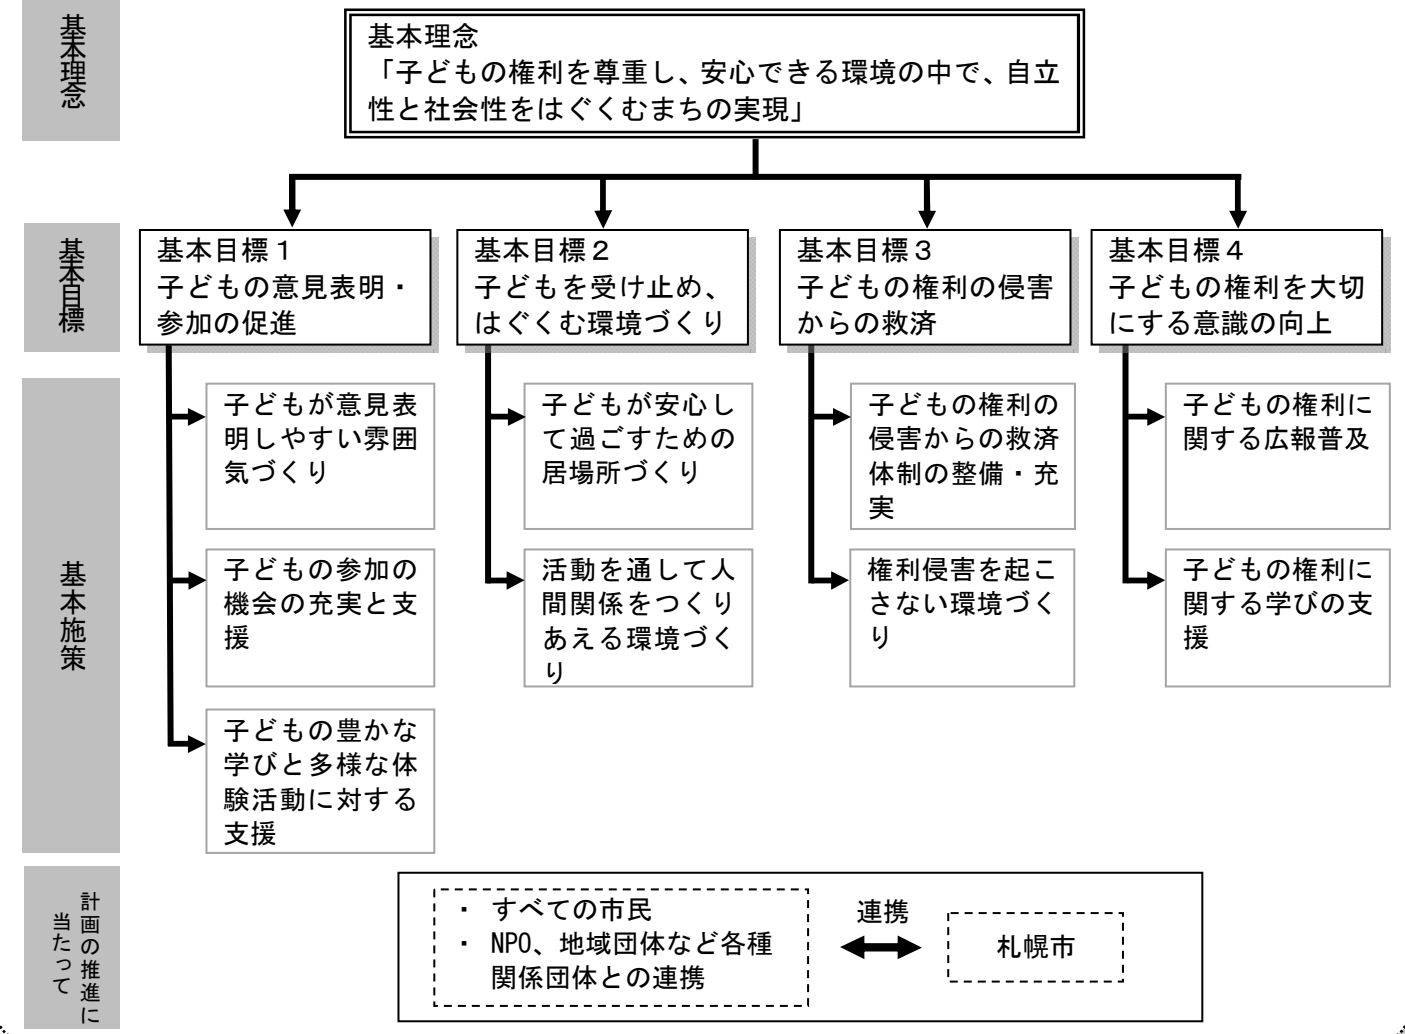 基本理念
基本理念
「子どもの権利を尊重し、安心できる環境の中で、自立
性と社会性をはぐくむまちの実現」
基本目標
基本目標１
子どもの意見表明・
参加の促進
基本目標２
子どもを受け止め、
はぐくむ環境づくり
基本目標３
子どもの権利の侵害
からの救済
基本目標４
子どもの権利を大切
にする意識の向上
基本施策
子どもが意見表
明しやすい雰囲
気づくり
子どもの参加の
機会の充実と支
援
子どもの豊かな
学びと多様な体
験活動に対する
支援
子どもが安心し
て過ごすための
居場所づくり
活動を通して人
間関係をつくり
あえる環境づく
り
子どもの権利の
侵害からの救済
体制の整備・充
実
権利侵害を起こ
さない環境づく
り
子どもの権利に
関する広報普及
子どもの権利に
関する学びの支
援
計画の推進に
当たって
・ すべての市民
・ NPO、地域団体など各種
関係団体との連携
連携
札幌市